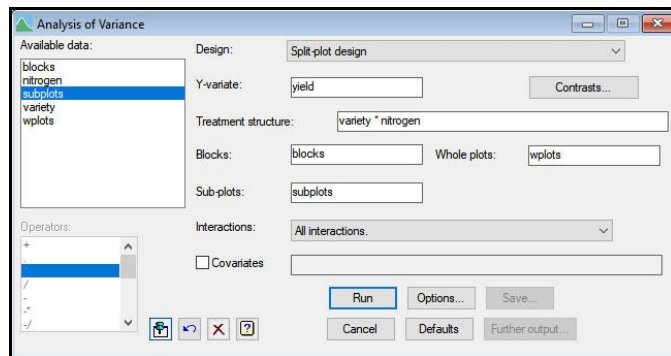 Analysis of Variance
Available data:
blocks
nitrogen
subplots
variety
wplots
Design: Split-plot design
Y-variate: yield Contrasts...
Treatment structure: variety * nitrogen
Blocks: blocks Whole plots: wplots
Sub-plots: subplots
Interactions: All interactions.
Covariates
Operators:
+
.
*
/
-
-*
-/
Run Options... Save...
Cancel Defaults Further output...